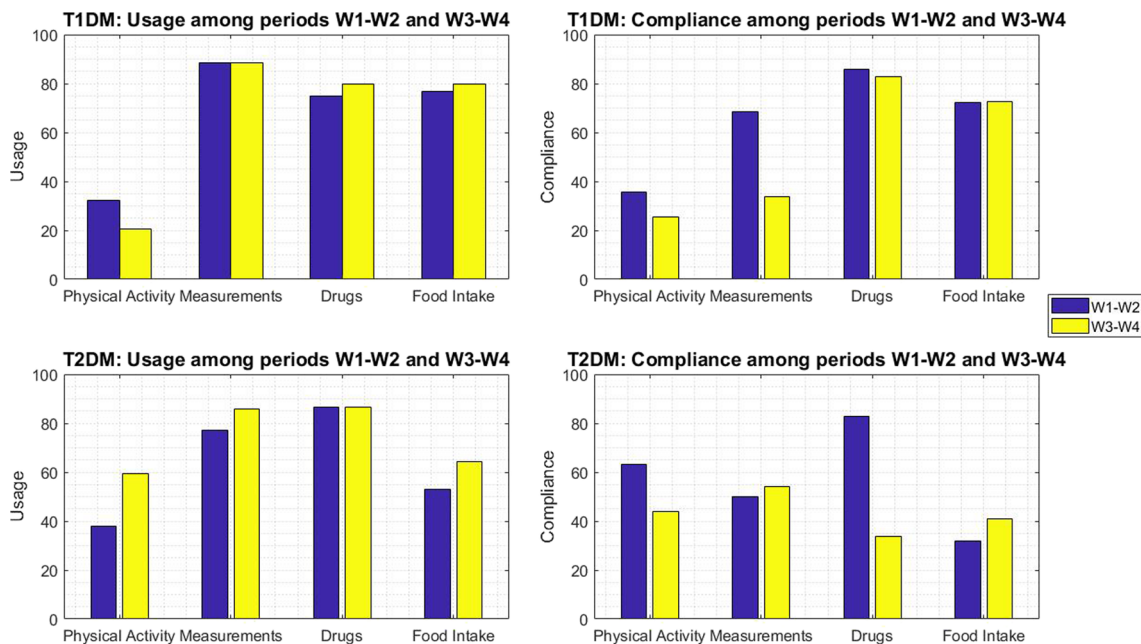 T1DM: Usage among periods W1-W2 and W3-W4
100
80
60
40
20
0
Usage
Physical Activity Measurements Drugs Food Intake
T1DM: Compliance among periods W1-W2 and W3-W4
100
80
60
40
20
0
Compliance
Physical Activity Measurements Drugs Food Intake
W1-W2
W3-W4
T2DM: Usage among periods W1-W2 and W3-W4
100
80
60
40
20
0
Usage
Physical Activity Measurements Drugs Food Intake
T2DM: Compliance among periods W1-W2 and W3-W4
100
80
60
40
20
0
Compliance
Physical Activity Measurements Drugs Food Intake